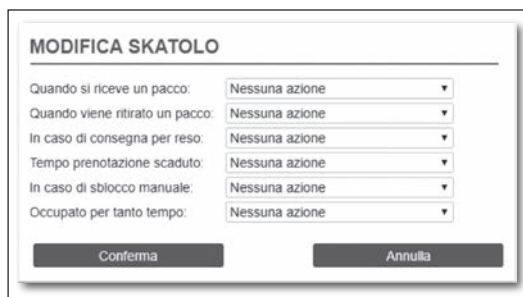 MODIFICA SKATOLO
Quando si riceve un pacco: Nessuna azione
Quando viene ritirato un pacco: Nessuna azione
In caso di consegna per reso: Nessuna azione
Tempo prenotazione scaduto: Nessuna azione
In caso di sblocco manuale: Nessuna azione
Occupato per tanto tempo: Nessuna azione
Conferma Annulla